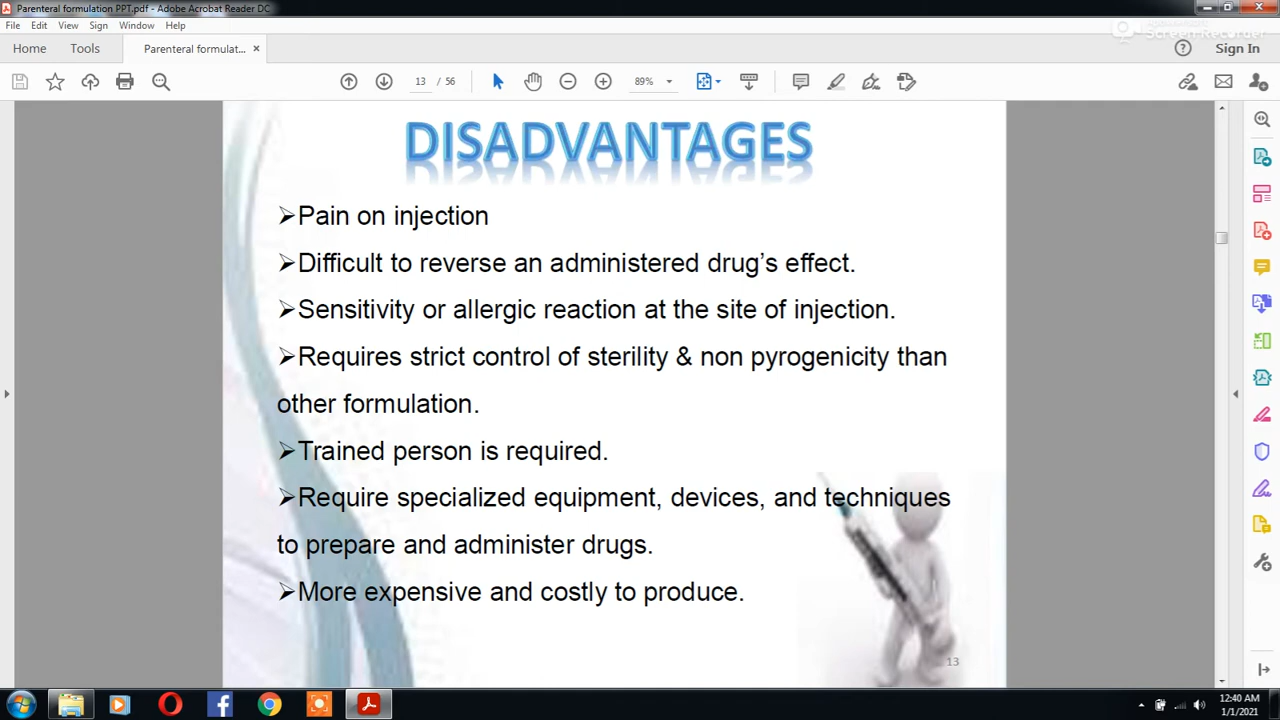 Parenteral formulation PPT.pdf - Adobe Acrobat Reader DC
File Edit View Sign Window Help
Home Tools Parenteral formulat... × Sign In
13 / 56 89%
Screen Recorder
DISADVANTAGES
➢Pain on injection
➢Difficult to reverse an administered drug’s effect.
➢Sensitivity or allergic reaction at the site of injection.
➢Requires strict control of sterility & non pyrogenicity than
other formulation.
➢Trained person is required.
➢Require specialized equipment, devices, and techniques
to prepare and administer drugs.
➢More expensive and costly to produce.
13
12:40 AM
1/1/2021